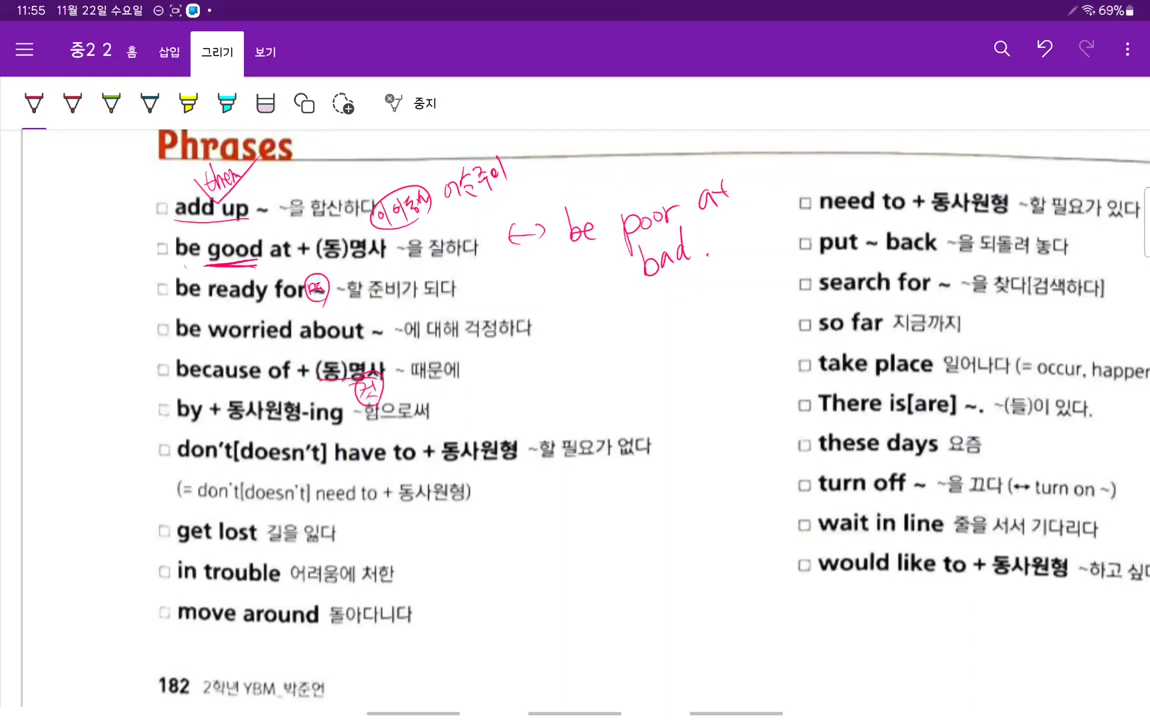 11:55 11월 22일 수요일 69%
중2 2 홈 삽입 그리기 보기
중지
Phrases
them
add up ~ ~을 합산하다 이어동사 어순주의
be good at + (동)명사 ~을 잘하다 ↔ be poor at
bad.
be ready for ~ ~할 준비가 되다
be worried about ~ ~에 대해 걱정하다
because of + (동)명사 ~ 때문에
것
by + 동사원형-ing ~함으로써
don't[doesn't] have to + 동사원형 ~할 필요가 없다
(= don't[doesn't] need to + 동사원형)
get lost 길을 잃다
in trouble 어려움에 처한
move around 돌아다니다
need to + 동사원형 ~할 필요가 있다
put ~ back ~을 되돌려 놓다
search for ~ ~을 찾다[검색하다]
so far 지금까지
take place 일어나다 (= occur, happen
There is[are] ~. ~(들)이 있다.
these days 요즘
turn off ~ ~을 끄다 (↔ turn on ~)
wait in line 줄을 서서 기다리다
would like to + 동사원형 ~하고 싶
182 2학년 YBM_박준언